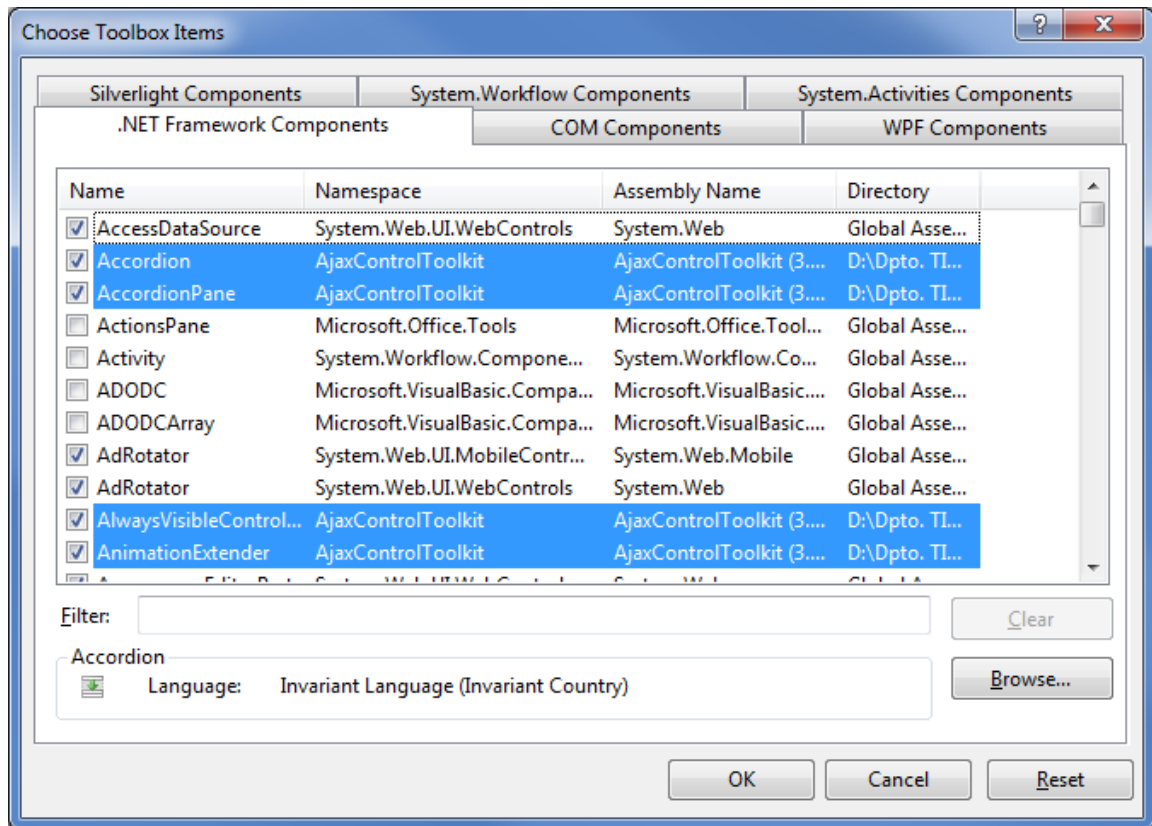 Choose Toolbox Items
Silverlight Components System.Workflow Components System.Activities Components
.NET Framework Components COM Components WPF Components
Name Namespace Assembly Name Directory
AccessDataSource System.Web.UI.WebControls System.Web Global Asse...
Accordion AjaxControlToolkit AjaxControlToolkit (3.... D:\Dpto. TI...
AccordionPane AjaxControlToolkit AjaxControlToolkit (3.... D:\Dpto. TI...
ActionsPane Microsoft.Office.Tools Microsoft.Office.Tool... Global Asse...
Activity System.Workflow.Compone... System.Workflow.Co... Global Asse...
ADODC Microsoft.VisualBasic.Compa... Microsoft.VisualBasic.... Global Asse...
ADODCArray Microsoft.VisualBasic.Compa... Microsoft.VisualBasic.... Global Asse...
AdRotator System.Web.UI.MobileContr... System.Web.Mobile Global Asse...
AdRotator System.Web.UI.WebControls System.Web Global Asse...
AlwaysVisibleControl... AjaxControlToolkit AjaxControlToolkit (3.... D:\Dpto. TI...
AnimationExtender AjaxControlToolkit AjaxControlToolkit (3.... D:\Dpto. TI...
Filter: Clear
Accordion
Language: Invariant Language (Invariant Country) Browse...
OK Cancel Reset